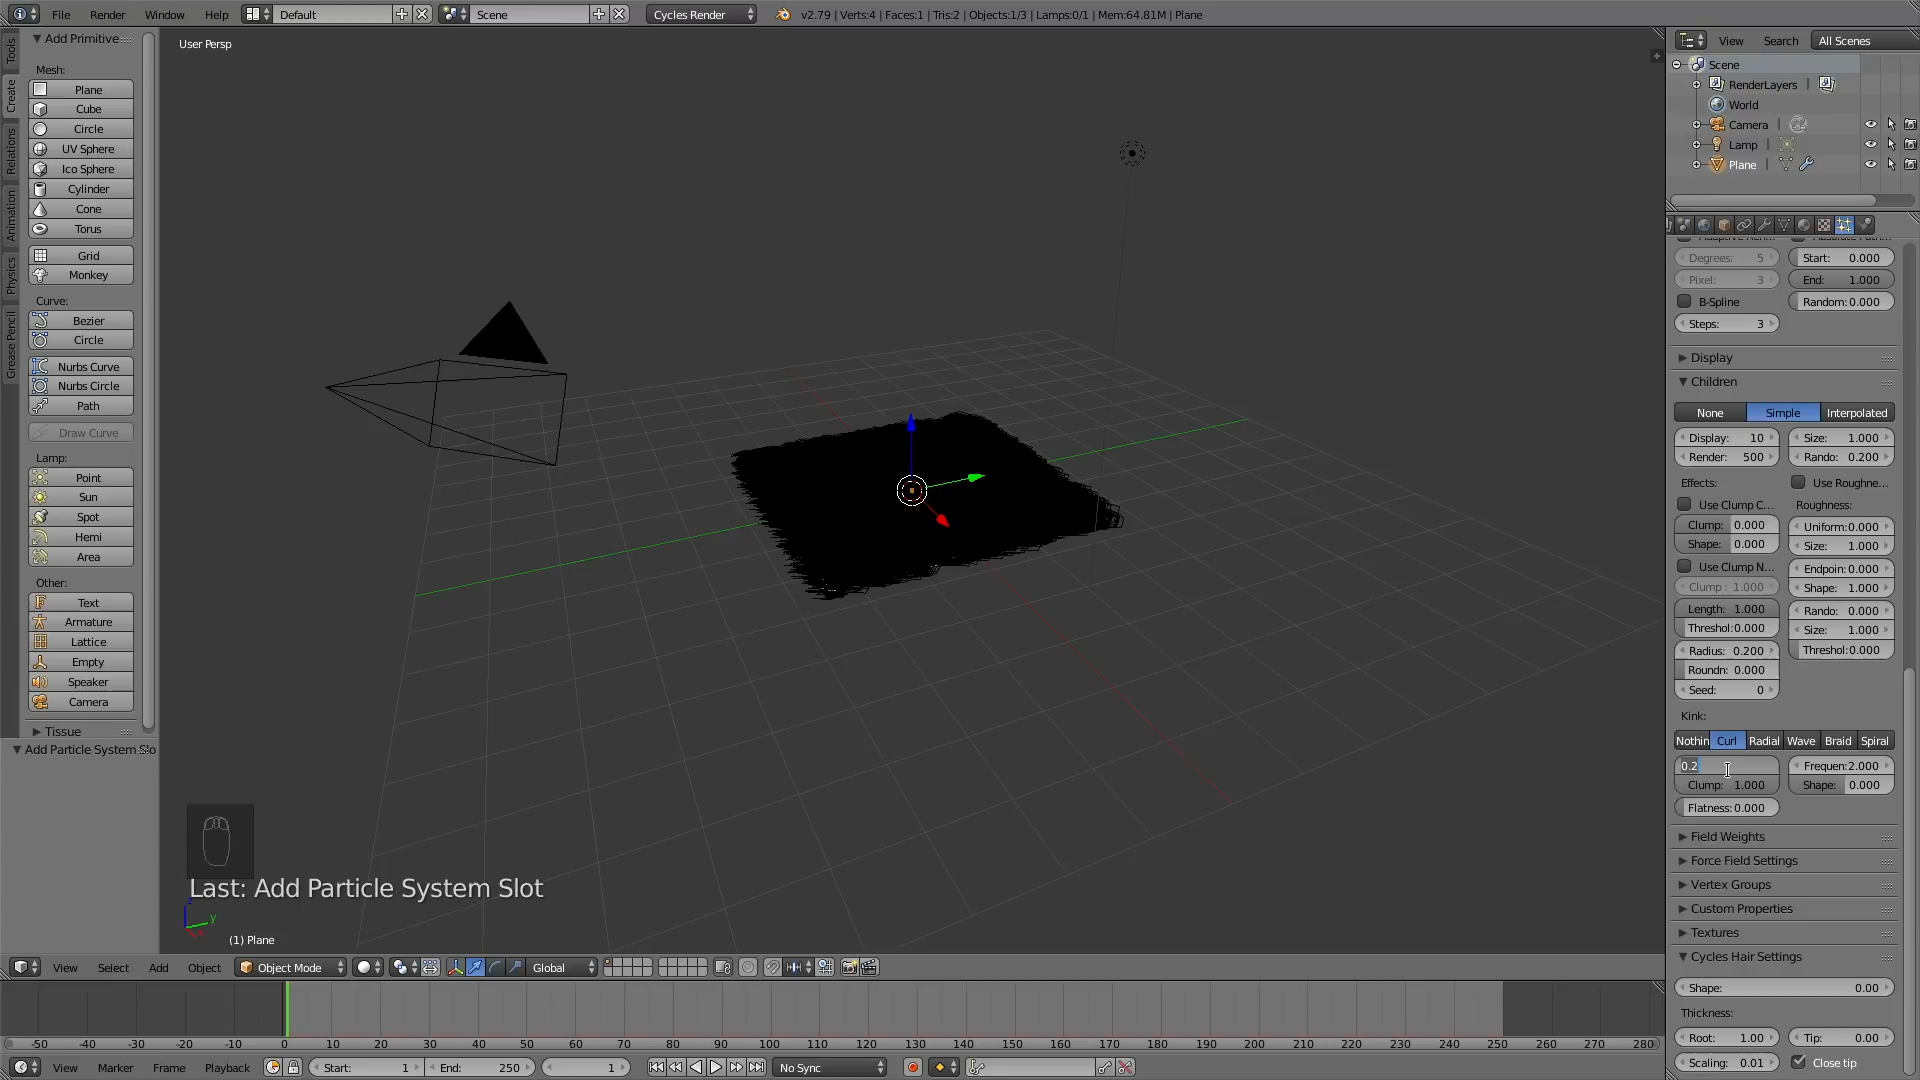 File Render Window Help Default Scene Cycles Render v2.79 | Verts:4 | Faces:1 | Tris:2 | Objects:1/3 | Lamps:0/1 | Mem:64.81M | Plane
Tools
Create
Relations
Animation
Physics
Grease Pencil
Add Primitive
Mesh:
Plane
Cube
Circle
UV Sphere
Ico Sphere
Cylinder
Cone
Torus
Grid
Monkey
Curve:
Bezier
Circle
Nurbs Curve
Nurbs Circle
Path
Draw Curve
Lamp:
Point
Sun
Spot
Hemi
Area
Other:
Text
Armature
Lattice
Empty
Speaker
Camera
Tissue
Add Particle System Slo
User Persp
Last: Add Particle System Slot
y
(1) Plane
View Select Add Object Object Mode Global
-50 -40 -30 -20 -10 0 10 20 30 40 50 60 70 80 90 100 110 120 130 140 150 160 170 180 190 200 210 220 230 240 250 260 270 280
View Marker Frame Playback Start: 1 End: 250 1 No Sync
View Search All Scenes
Scene
RenderLayers |
World
Camera |
Lamp |
Plane |
Degrees: 5 Start: 0.000
Pixel: 3 End: 1.000
B-Spline Random:0.000
Steps: 3
Display
Children
None Simple Interpolated
Display: 10 Size: 1.000
Render: 500 Rando: 0.200
Effects: Use Roughne...
Use Clump C... Roughness:
Clump: 0.000 Uniform:0.000
Shape: 0.000 Size: 1.000
Use Clump N... Endpoin:0.000
Clump : 1.000 Shape: 1.000
Length: 1.000 Rando: 0.000
Threshol:0.000 Size: 1.000
Radius: 0.200 Threshol:0.000
Roundn: 0.000
Seed: 0
Kink:
Nothin Curl Radial Wave Braid Spiral
0.2 Frequen:2.000
Clump: 1.000 Shape: 0.000
Flatness:0.000
Field Weights
Force Field Settings
Vertex Groups
Custom Properties
Textures
Cycles Hair Settings
Shape: 0.00
Thickness:
Root: 1.00 Tip: 0.00
Scaling: 0.01 Close tip